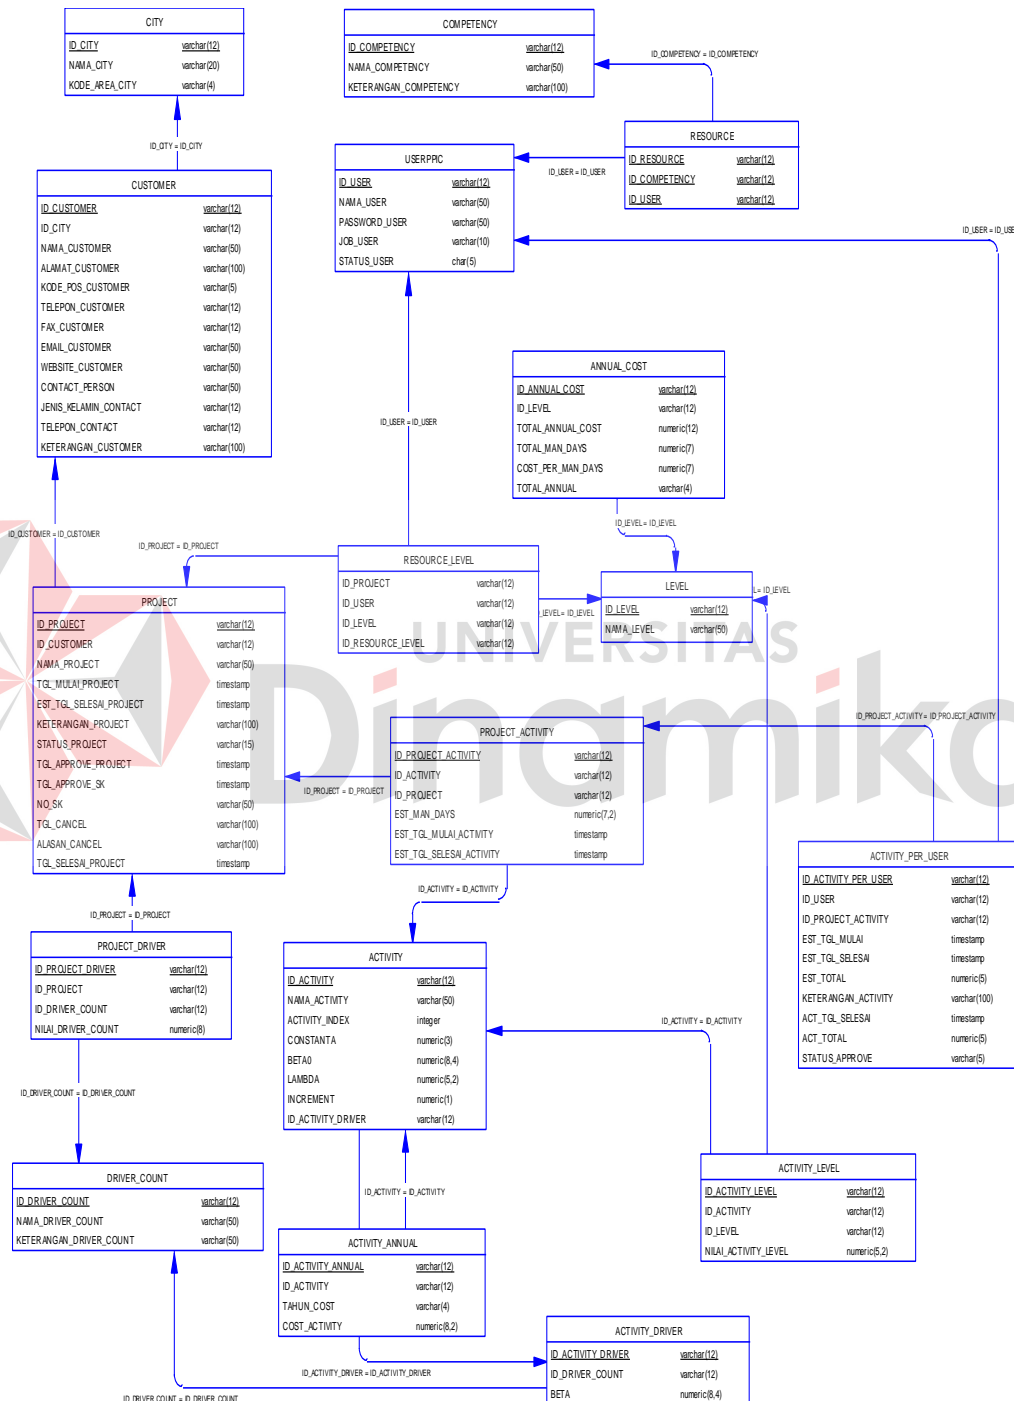 CITY
ID_CITY varchar(12)
NAMA_CITY varchar(20)
KODE_AREA_CITY varchar(4)
ID_CITY = ID_CITY
COMPETENCY
ID_COMPETENCY varchar(12)
NAMA_COMPETENCY varchar(50)
KETERANGAN_COMPETENCY varchar(100)
ID_COMPETENCY = ID_COMPETENCY
RESOURCE
ID_RESOURCE varchar(12)
ID_COMPETENCY varchar(12)
ID_USER varchar(12)
ID_USER = ID_USER
USERPPIC
ID_USER varchar(12)
NAMA_USER varchar(50)
PASSWORD_USER varchar(50)
JOB_USER varchar(10)
STATUS_USER char(5)
ID_USER = ID_USE
CUSTOMER
ID_CUSTOMER varchar(12)
ID_CITY varchar(12)
NAMA_CUSTOMER varchar(50)
ALAMAT_CUSTOMER varchar(100)
KODE_POS_CUSTOMER varchar(5)
TELEPON_CUSTOMER varchar(12)
FAX_CUSTOMER varchar(12)
EMAIL_CUSTOMER varchar(50)
WEBSITE_CUSTOMER varchar(50)
CONTACT_PERSON varchar(50)
JENIS_KELAMIN_CONTACT varchar(12)
TELEPON_CONTACT varchar(12)
KETERANGAN_CUSTOMER varchar(100)
ID_USER = ID_USER
ANNUAL_COST
ID_ANNUAL_COST varchar(12)
ID_LEVEL varchar(12)
TOTAL_ANNUAL_COST numeric(12)
TOTAL_MAN_DAYS numeric(7)
COST_PER_MAN_DAYS numeric(7)
TOTAL_ANNUAL varchar(4)
ID_LEVEL = ID_LEVEL
ID_CUSTOMER = ID_CUSTOMER
ID_PROJECT = ID_PROJECT
RESOURCE_LEVEL
ID_PROJECT varchar(12)
ID_USER varchar(12)
ID_LEVEL varchar(12)
ID_RESOURCE_LEVEL varchar(12)
_LEVEL = ID_LEVEL
LEVEL
ID_LEVEL varchar(12)
NAMA_LEVEL varchar(50)
L = ID_LEVEL
UNIVERSITAS
Dinamika
PROJECT
ID_PROJECT varchar(12)
ID_CUSTOMER varchar(12)
NAMA_PROJECT varchar(50)
TGL_MULAI_PROJECT timestamp
EST_TGL_SELESAI_PROJECT timestamp
KETERANGAN_PROJECT varchar(100)
STATUS_PROJECT varchar(15)
TGL_APPROVE_PROJECT timestamp
TGL_APPROVE_SK timestamp
NO_SK varchar(50)
TGL_CANCEL varchar(100)
ALASAN_CANCEL varchar(100)
TGL_SELESAI_PROJECT timestamp
ID_PROJECT = ID_PROJECT
PROJECT_ACTIVITY
ID_PROJECT_ACTIVITY varchar(12)
ID_ACTIVITY varchar(12)
ID_PROJECT varchar(12)
EST_MAN_DAYS numeric(7,2)
EST_TGL_MULAI_ACTIVITY timestamp
EST_TGL_SELESAI_ACTIVITY timestamp
ID_PROJECT_ACTIVITY = ID_PROJECT_ACTIVITY
ACTIVITY_PER_USER
ID_ACTIVITY_PER_USER varchar(12)
ID_USER varchar(12)
ID_PROJECT_ACTIVITY varchar(12)
EST_TGL_MULAI timestamp
EST_TGL_SELESAI timestamp
EST_TOTAL numeric(5)
KETERANGAN_ACTIVITY varchar(100)
ACT_TGL_SELESAI timestamp
ACT_TOTAL numeric(5)
STATUS_APPROVE varchar(5)
ID_ACTIVITY = ID_ACTIVITY
ID_PROJECT = ID_PROJECT
PROJECT_DRIVER
ID_PROJECT_DRIVER varchar(12)
ID_PROJECT varchar(12)
ID_DRIVER_COUNT varchar(12)
NILAI_DRIVER_COUNT numeric(8)
ACTIVITY
ID_ACTIVITY varchar(12)
NAMA_ACTIVITY varchar(50)
ACTIVITY_INDEX integer
CONSTANTA numeric(3)
BETA0 numeric(8,4)
LAMBDA numeric(5,2)
INCREMENT numeric(1)
ID_ACTIVITY_DRIVER varchar(12)
ID_ACTIVITY = ID_ACTIVITY
ID_DRIVER_COUNT = ID_DRIVER_COUNT
DRIVER_COUNT
ID_DRIVER_COUNT varchar(12)
NAMA_DRIVER_COUNT varchar(50)
KETERANGAN_DRIVER_COUNT varchar(50)
ID_ACTIVITY = ID_ACTIVITY
ACTIVITY_LEVEL
ID_ACTIVITY_LEVEL varchar(12)
ID_ACTIVITY varchar(12)
ID_LEVEL varchar(12)
NILAI_ACTIVITY_LEVEL numeric(5,2)
ACTIVITY_ANNUAL
ID_ACTIVITY_ANNUAL varchar(12)
ID_ACTIVITY varchar(12)
TAHUN_COST varchar(4)
COST_ACTIVITY numeric(8,2)
ID_ACTIVITY_DRIVER = ID_ACTIVITY_DRIVER
ACTIVITY_DRIVER
ID_ACTIVITY_DRIVER varchar(12)
ID_DRIVER_COUNT varchar(12)
BETA numeric(8,4)
ID_DRIVER_COUNT = ID_DRIVER_COUNT